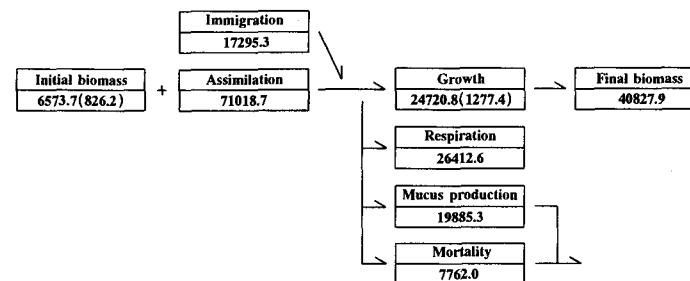 Immigration
17295.3
Initial biomass + Assimilation Growth Final biomass
6573.7(826.2) 71018.7 24720.8(1277.4) 40827.9
Respiration
26412.6
Mucus production
19885.3
Mortality
7762.0